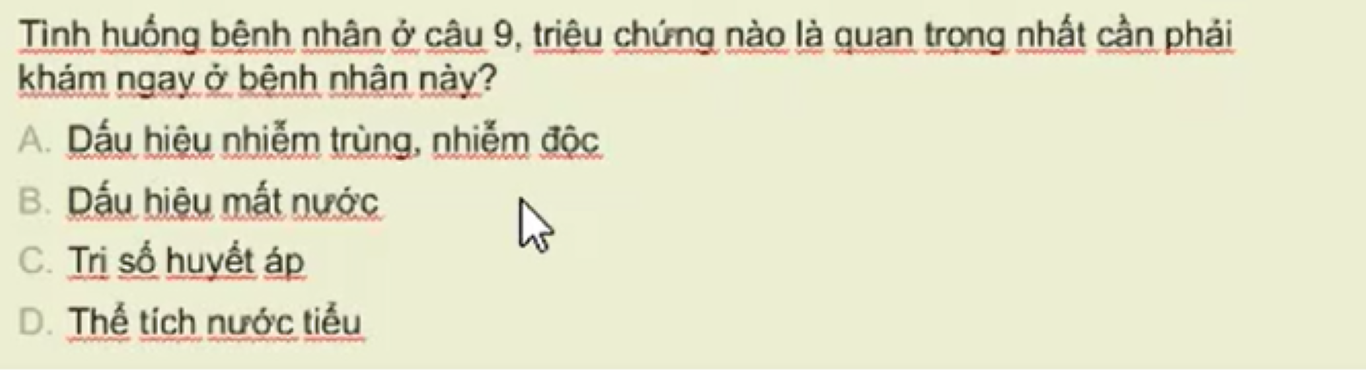 Tình huống bệnh nhân ở câu 9, triệu chứng nào là quan trọng nhất cần phải
khám ngay ở bệnh nhân này?
A. Dấu hiệu nhiễm trùng, nhiễm độc
B. Dấu hiệu mất nước
C. Trị số huyết áp
D. Thể tích nước tiểu